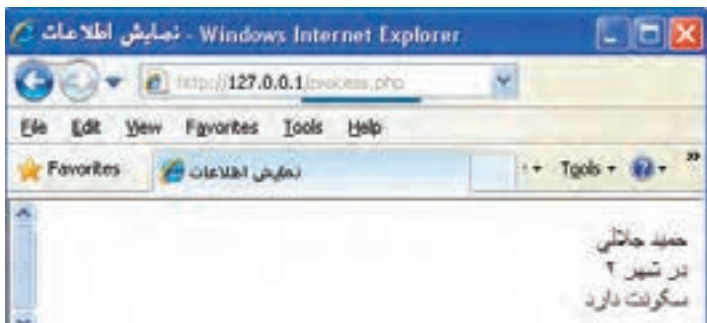 نمایش اطلاعات - Windows Internet Explorer
http://127.0.0.1/process.php
File Edit View Favorites Tools Help
Favorites نمایش اطلاعات Tools »
حمید جلالی
در شهر ۲
سکونت دارد